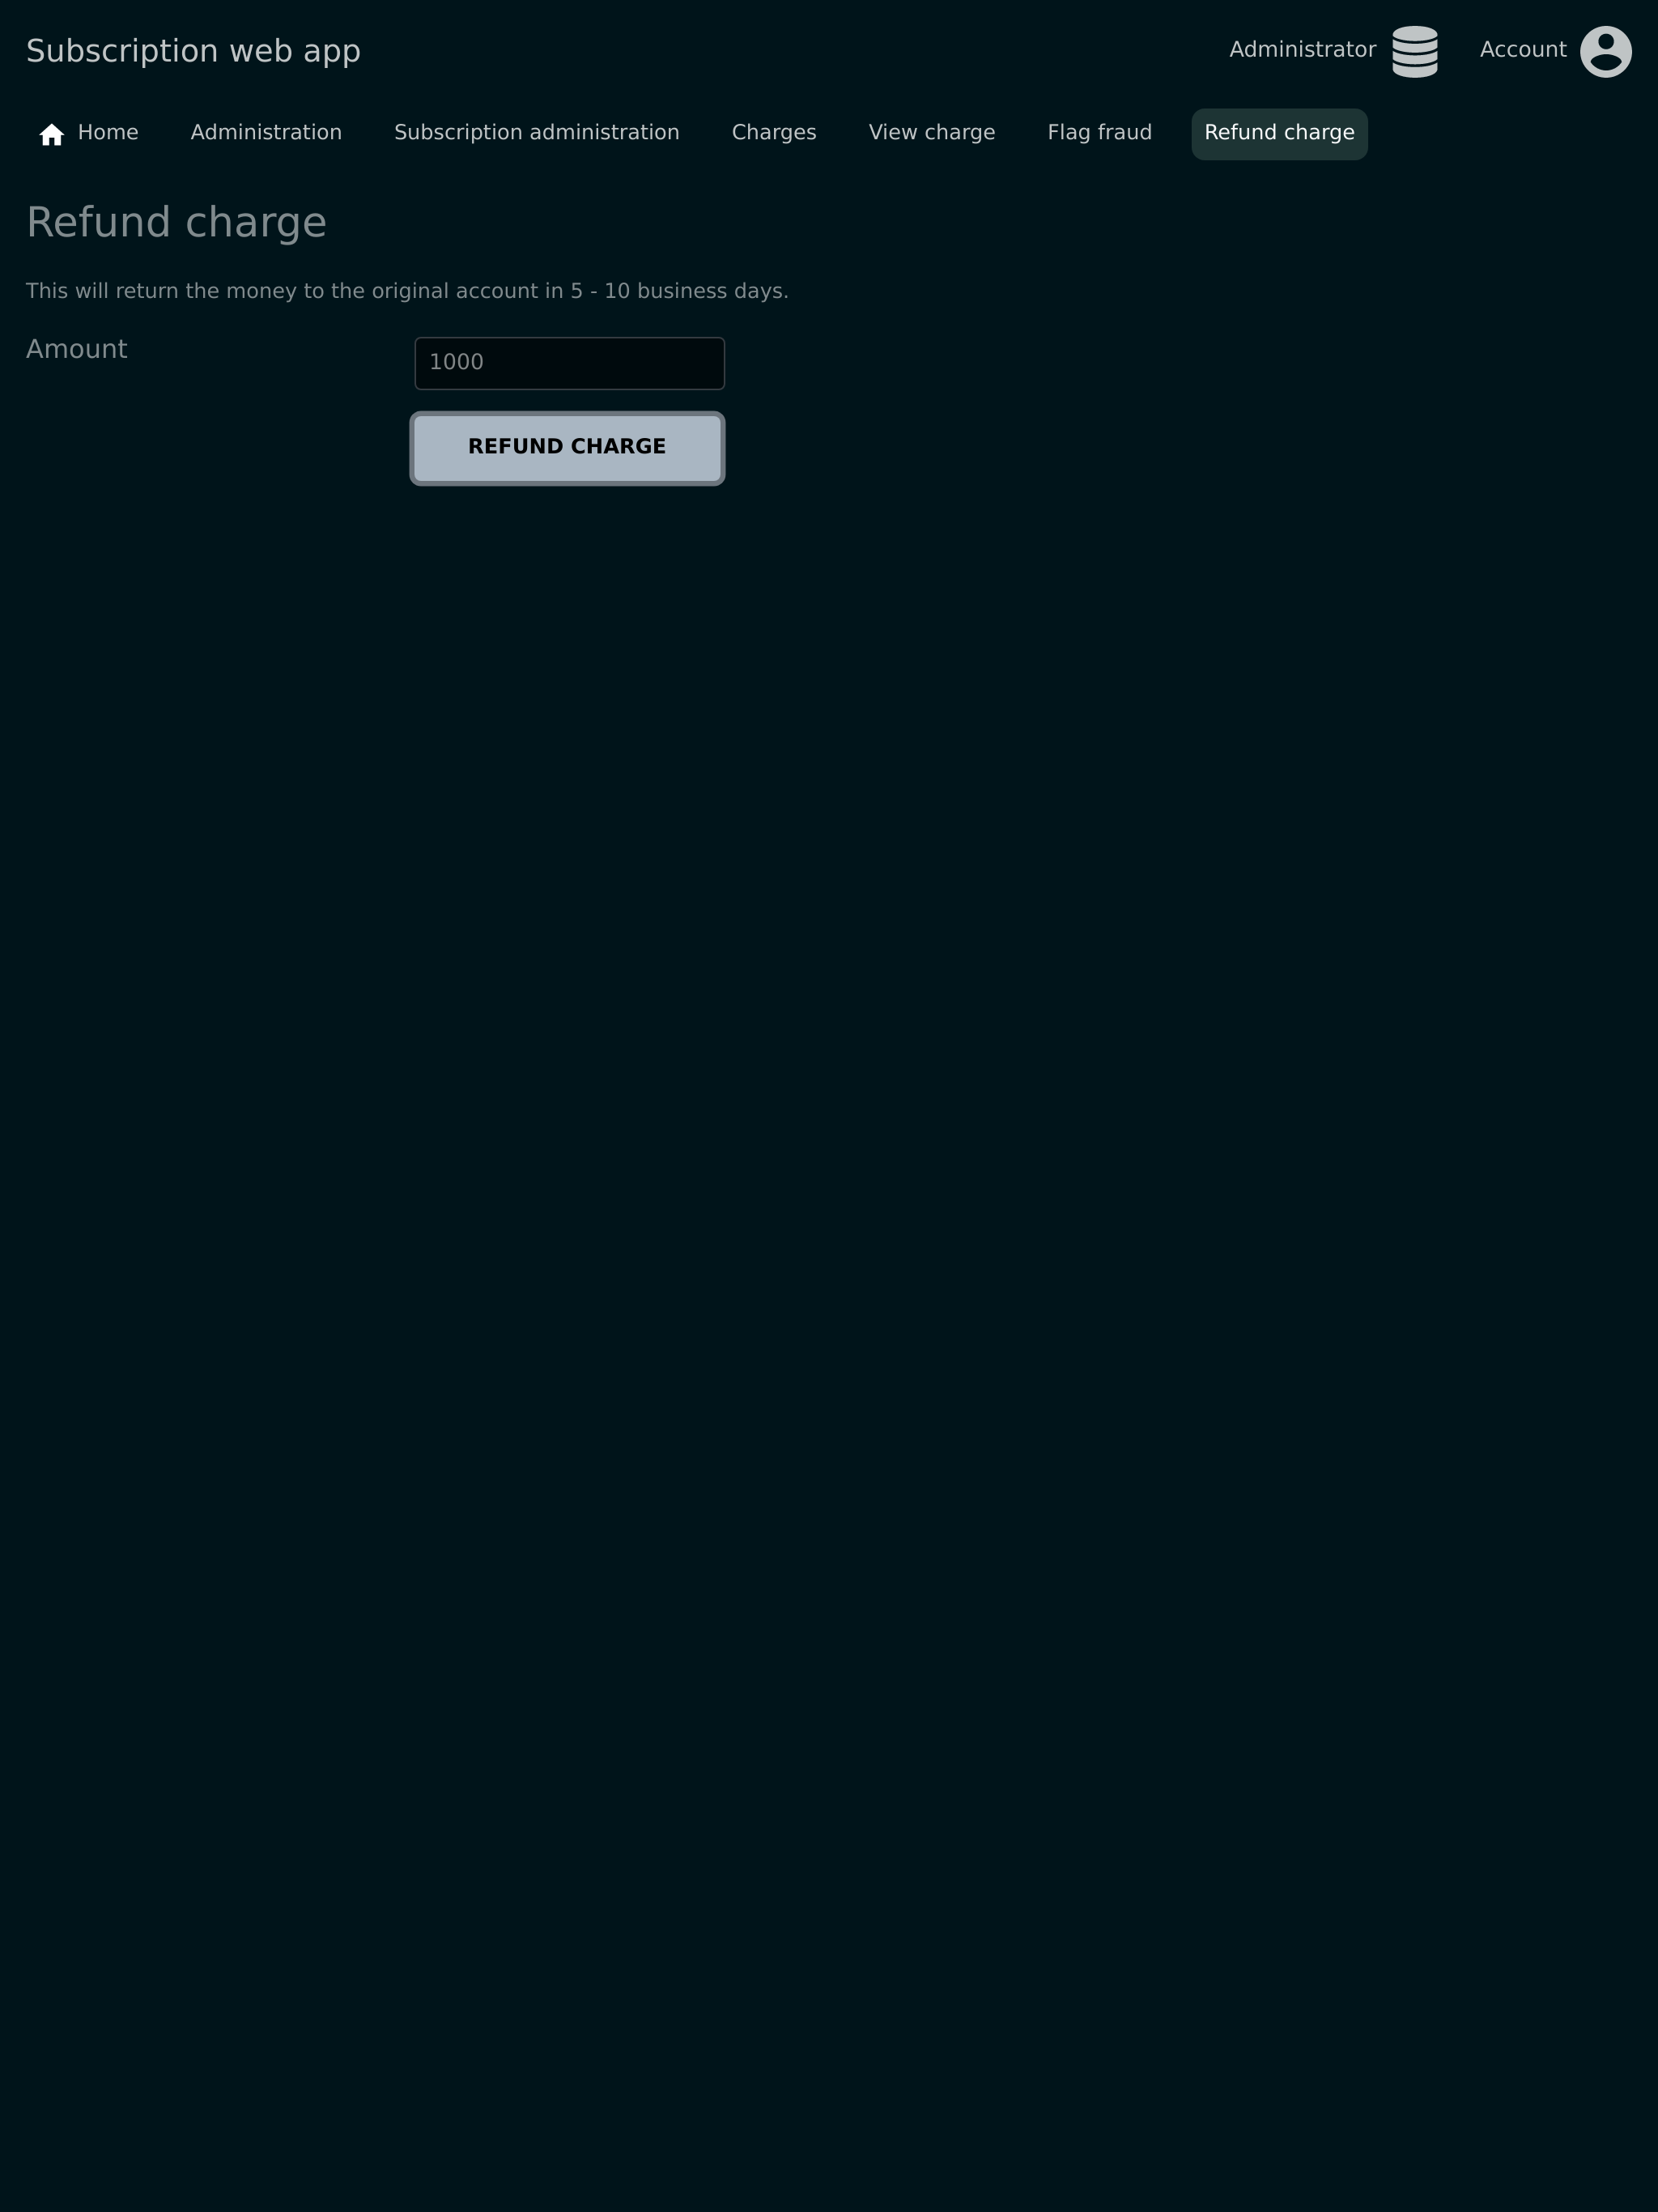 Subscription web app
Administrator
Account
Home
Administration
Subscription administration
Charges
View charge
Flag fraud
Refund charge
Refund charge
This will return the money to the original account in 5 - 10 business days.
Amount
1000
REFUND CHARGE